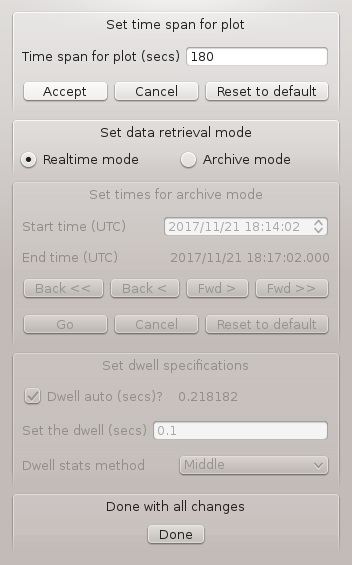 Set time span for plot
Time span for plot (secs) 180
Accept Cancel Reset to default
Set data retrieval mode
Realtime mode Archive mode
Set times for archive mode
Start time (UTC) 2017/11/21 18:14:02
End time (UTC) 2017/11/21 18:17:02.000
Back << Back < Fwd > Fwd >>
Go Cancel Reset to default
Set dwell specifications
Dwell auto (secs)? 0.218182
Set the dwell (secs) 0.1
Dwell stats method Middle
Done with all changes
Done